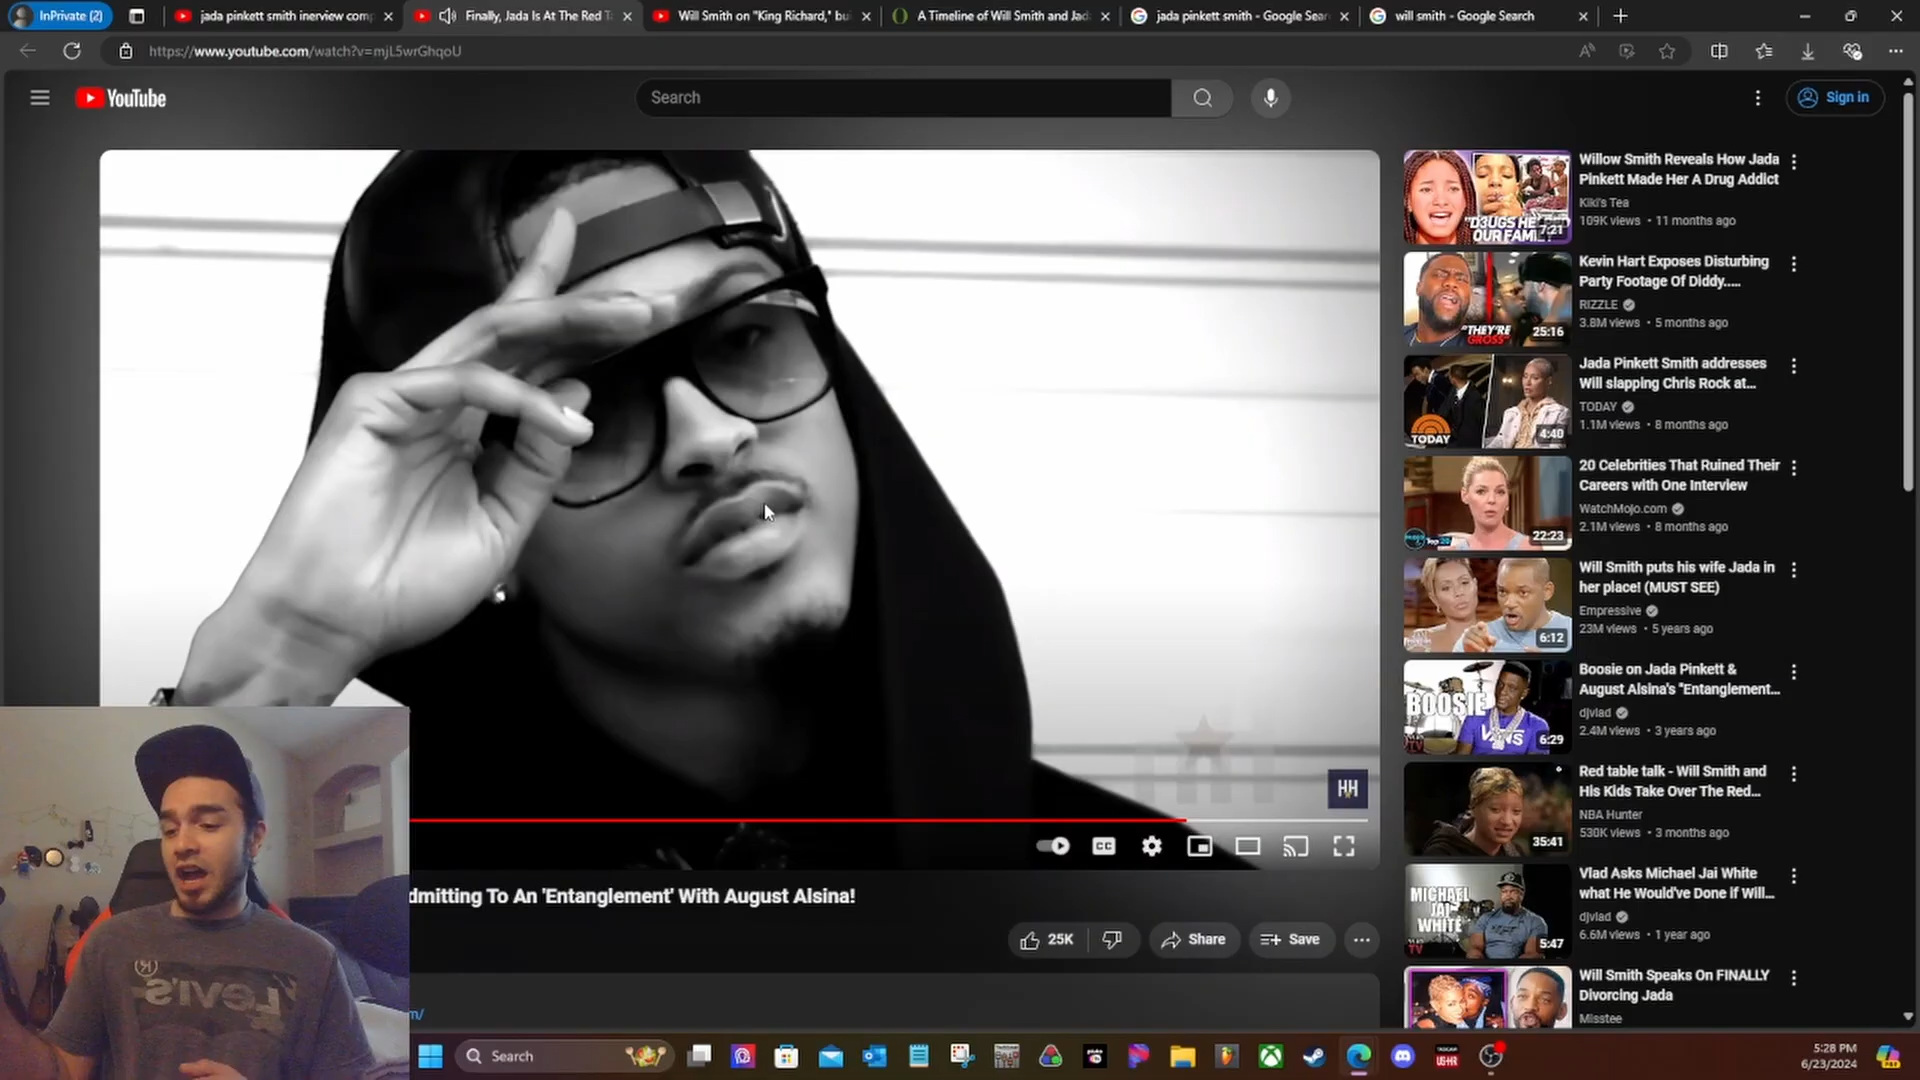 InPrivate (2)
jada pinkett smith inerview comp
Finally, Jada Is At The Red T
Will Smith on "King Richard," bu
A Timeline of Will Smith and Jad
jada pinkett smith - Google Sear
will smith - Google Search
https://www.youtube.com/watch?v=mjL5wrGhqoU
YouTube
Search
Sign in
Willow Smith Reveals How Jada
Pinkett Made Her A Drug Addict
Kiki's Tea
109K views • 11 months ago
"D3UGS
OUR FAMI
7:21
Kevin Hart Exposes Disturbing
Party Footage Of Diddy.....
RIZZLE
3.8M views • 5 months ago
"THEY'RE
GROSS"
25:16
Jada Pinkett Smith addresses
Will slapping Chris Rock at...
TODAY
1.1M views • 8 months ago
TODAY
4:40
20 Celebrities That Ruined Their
Careers with One Interview
WatchMojo.com
2.1M views • 8 months ago
22:23
Will Smith puts his wife Jada in
her place! (MUST SEE)
Empressive
23M views • 5 years ago
6:12
Boosie on Jada Pinkett &
August Alsina's "Entanglement...
djvlad
2.4M views • 3 years ago
BOOSIE
VANS
6:29
Red table talk - Will Smith and
His Kids Take Over The Red...
NBA Hunter
530K views • 3 months ago
35:41
Vlad Asks Michael Jai White
what He Would've Done if Will...
djvlad
6.6M views • 1 year ago
MICHAEL
JAI
WHITE
5:47
Will Smith Speaks On FINALLY
Divorcing Jada
Misstee
HH
CC
dmitting To An 'Entanglement' With August Alsina!
25K
Share
Save
m/
Levi's
Search
5:28 PM
6/23/2024